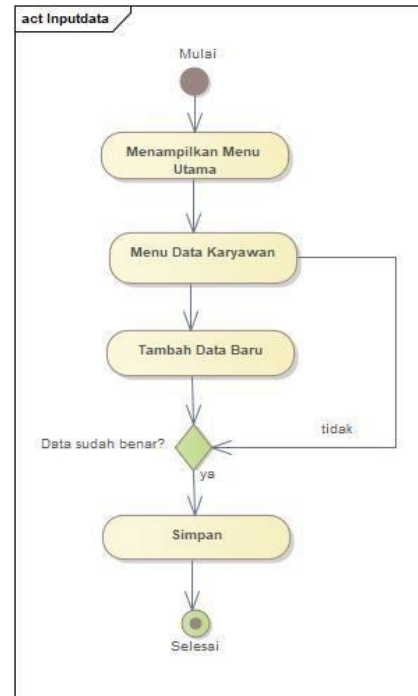 act Inputdata
Mulai
Menampilkan Menu
Utama
Menu Data Karyawan
Tambah Data Baru
tidak
Data sudah benar?
ya
Simpan
Selesai